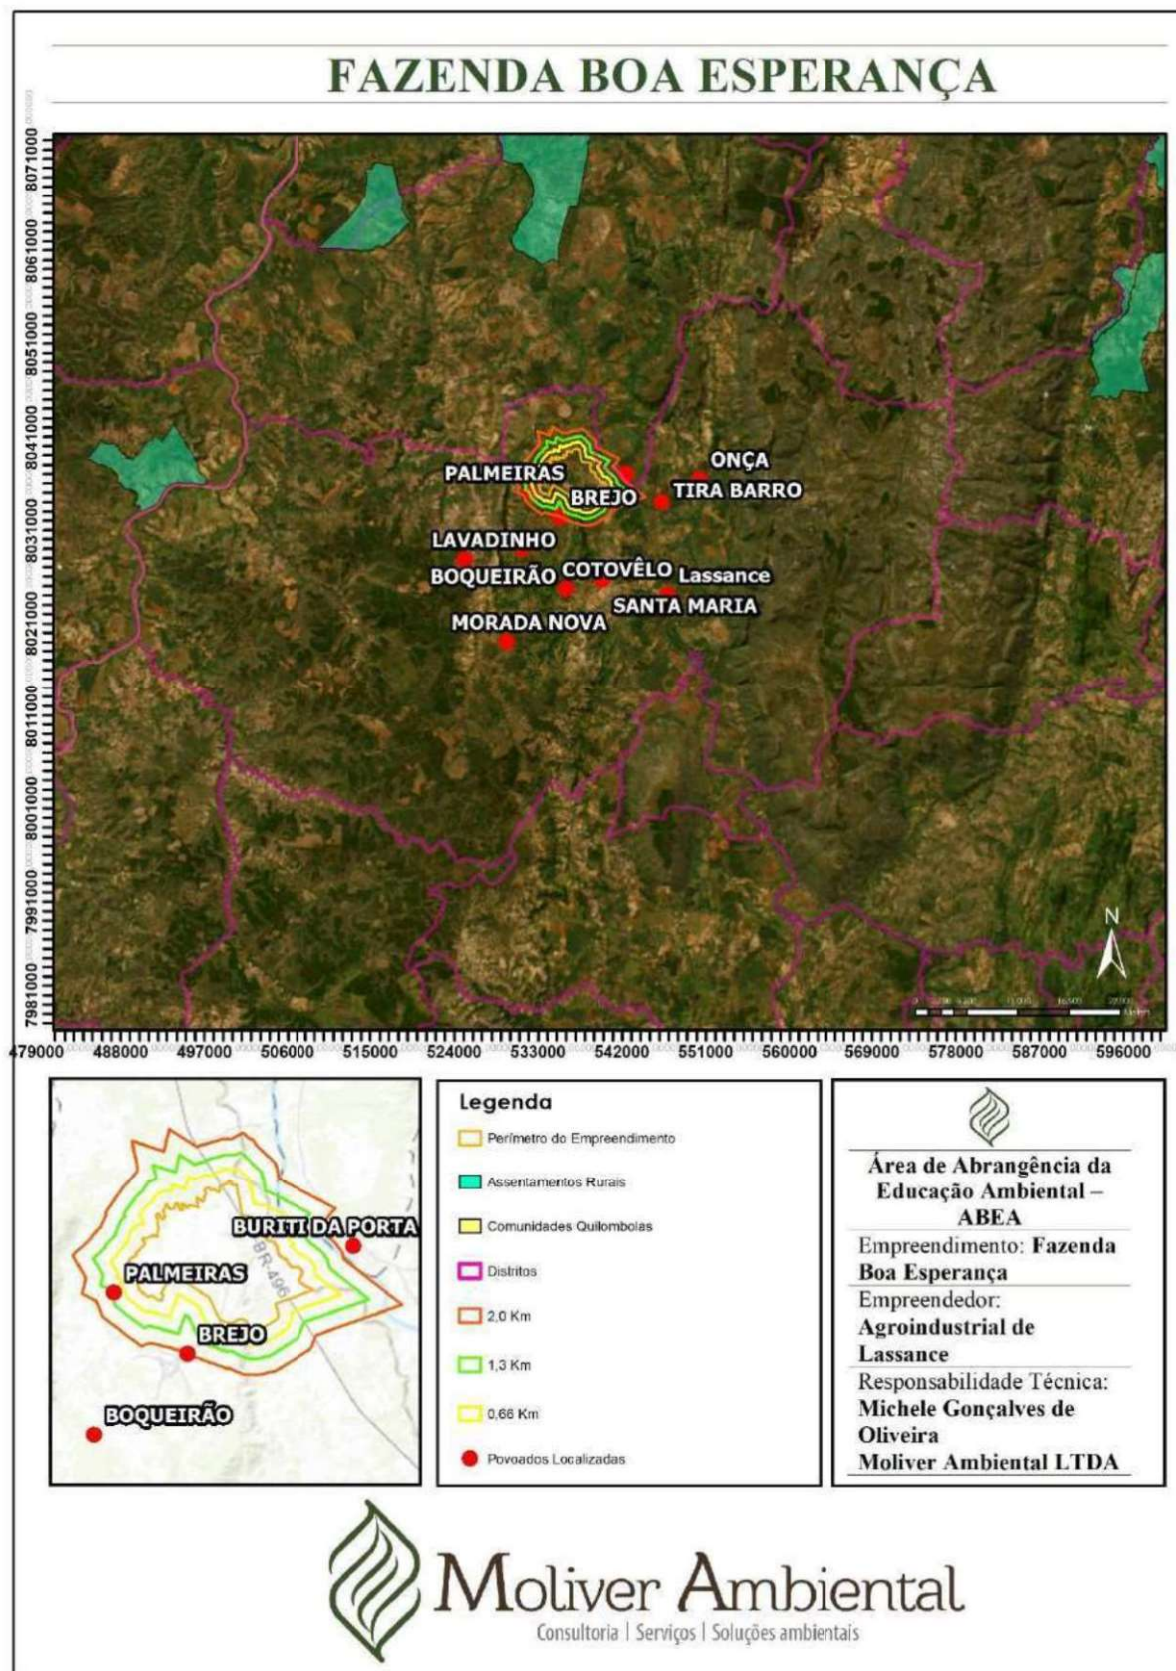 FAZENDA BOA ESPERANÇA
8071000
8061000
8051000
8041000
8031000
8021000
8011000
8001000
7991000
7981000
PALMEIRAS
ONÇA
BREJO
TIRA BARRO
LAVADINHO
BOQUEIRÃO
COTOVÊLO
Lassance
SANTA MARIA
MORADA NOVA
N
479000 488000 497000 506000 515000 524000 533000 542000 551000 560000 569000 578000 587000 596000
BURITI DA PORTA
BR-496
PALMEIRAS
BREJO
BOQUEIRÃO
Legenda
Perímetro do Empreendimento
Assentamentos Rurais
Comunidades Quilombolas
Distritos
2,0 Km
1,3 Km
0,66 Km
Povoados Localizadas
Área de Abrangência da
Educação Ambiental –
ABEA
Empreendimento: Fazenda
Boa Esperança
Empreendedor:
Agroindustrial de
Lassance
Responsabilidade Técnica:
Michele Gonçalves de
Oliveira
Moliver Ambiental LTDA
Moliver Ambiental
Consultoria | Serviços | Soluções ambientais